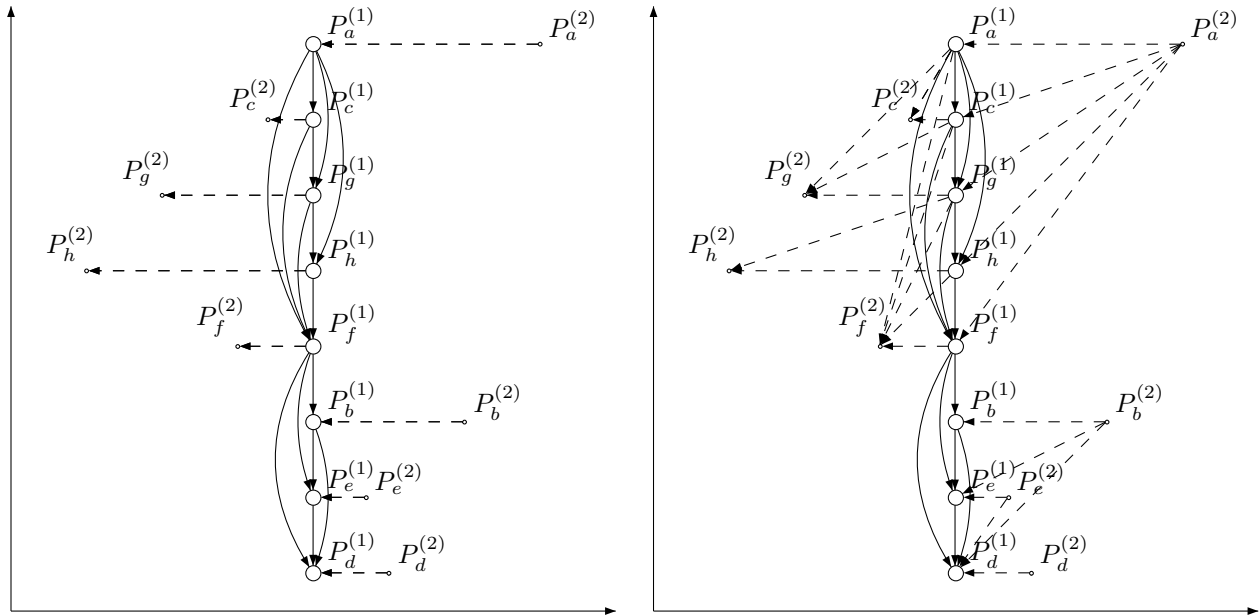 P_a^{(1)} P_a^{(2)}
P_c^{(2)} P_c^{(1)}
P_g^{(2)} P_g^{(1)}
P_h^{(2)} P_h^{(1)}
P_f^{(2)} P_f^{(1)}
P_b^{(1)} P_b^{(2)}
P_e^{(1)} P_e^{(2)}
P_d^{(1)} P_d^{(2)}
P_a^{(1)} P_a^{(2)}
P_c^{(2)} P_c^{(1)}
P_g^{(2)} P_g^{(1)}
P_h^{(2)} P_h^{(1)}
P_f^{(2)} P_f^{(1)}
P_b^{(1)} P_b^{(2)}
P_e^{(1)} P_e^{(2)}
P_d^{(1)} P_d^{(2)}